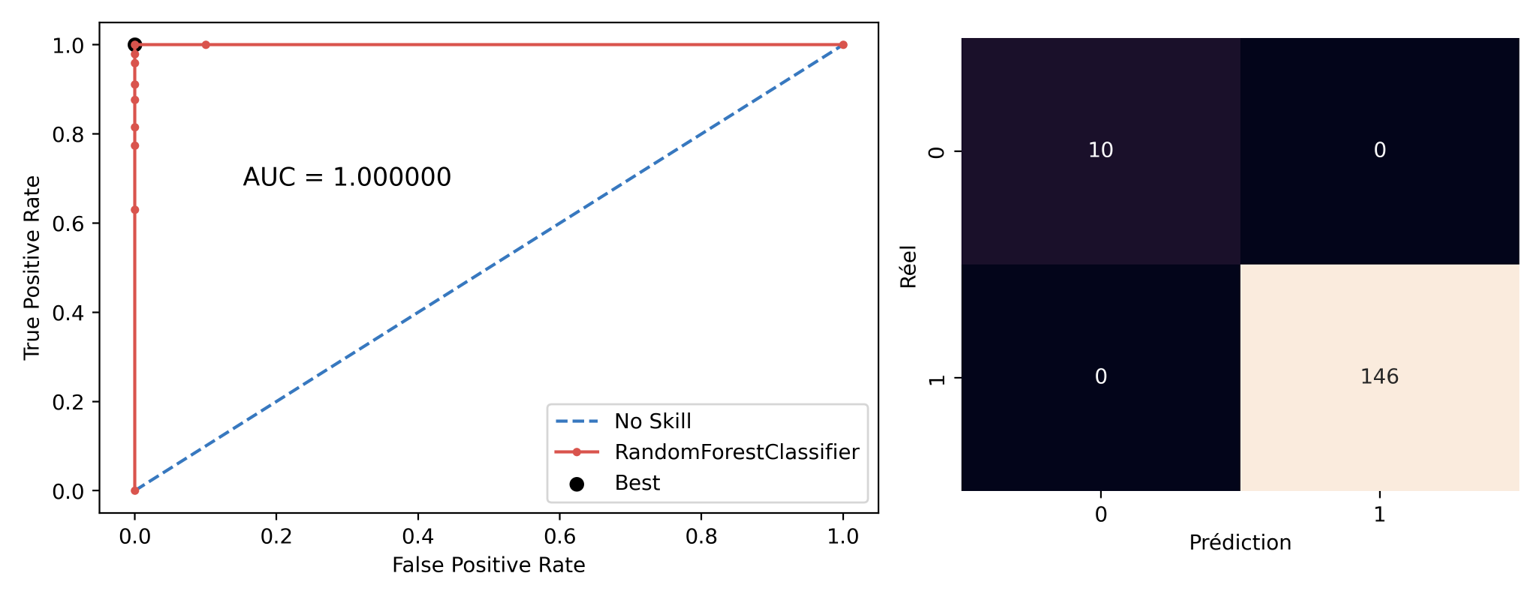 1.0
0.8
0.6
0.4
0.2
0.0
True Positive Rate
AUC = 1.000000
No Skill
RandomForestClassifier
Best
0.0 0.2 0.4 0.6 0.8 1.0
False Positive Rate
Réel
0
1
10 0
0 146
0 1
Prédiction